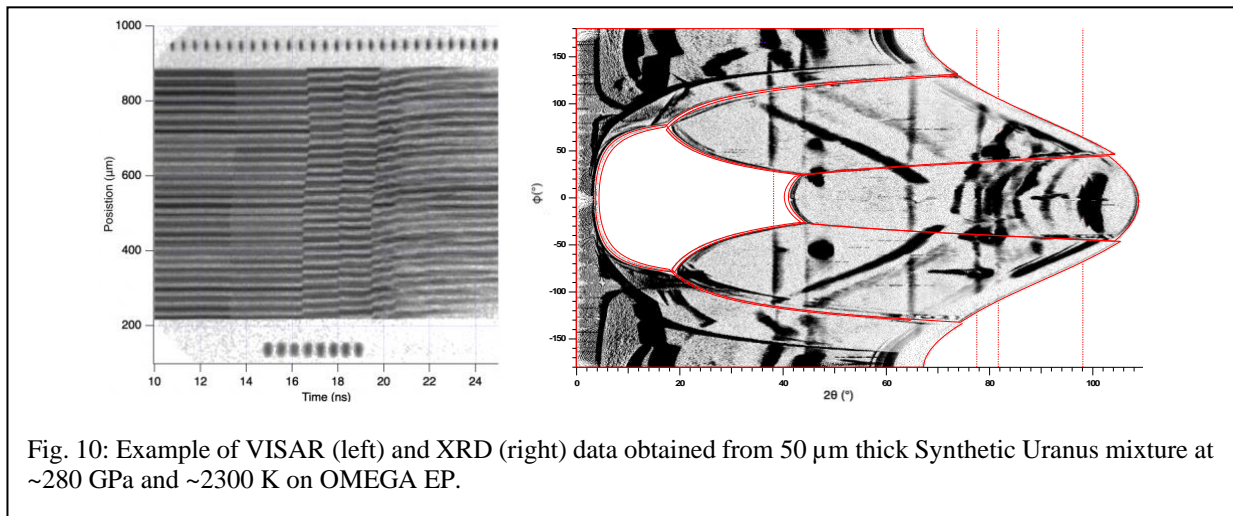 1000
800
600
400
200
Posistion (µm)
10 12 14 16 18 20 22 24
Time (ns)
150
100
50
0
-50
-100
-150
Φ(°)
0 20 40 60 80 100
2θ (°)
Fig. 10: Example of VISAR (left) and XRD (right) data obtained from 50 µm thick Synthetic Uranus mixture at
~280 GPa and ~2300 K on OMEGA EP.